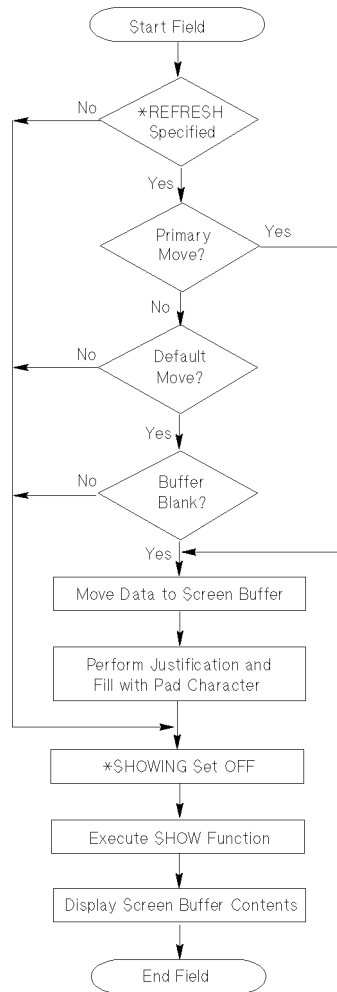 Start Field
No
*REFRESH
Specified
Yes
Primary
Move?
Yes
No
No
Default
Move?
Yes
No
Buffer
Blank?
Yes
Move Data to Screen Buffer
Perform Justification and
Fill with Pad Character
*SHOWING Set OFF
Execute SHOW Function
Display Screen Buffer Contents
End Field